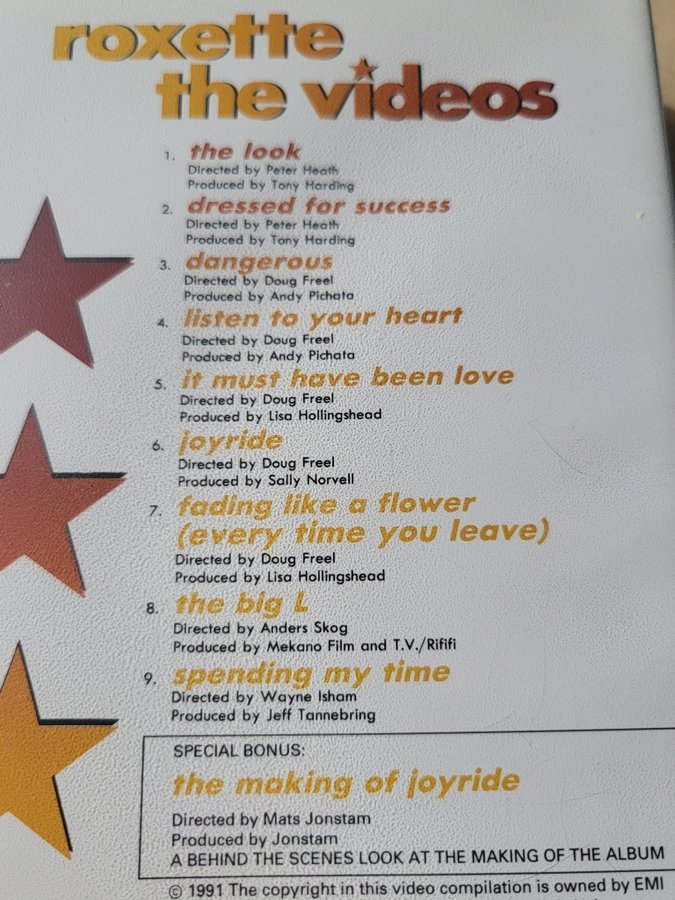 roxette
the videos
1. the look
Directed by Peter Heath
Produced by Tony Harding
2. dressed for success
Directed by Peter Heath
Produced by Tony Harding
3. dangerous
Directed by Doug Freel
Produced by Andy Pichata
4. listen to your heart
Directed by Doug Freel
Produced by Andy Pichata
5. it must have been love
Directed by Doug Freel
Produced by Lisa Hollingshead
6. joyride
Directed by Doug Freel
Produced by Sally Norvell
7. fading like a flower
(every time you leave)
Directed by Doug Freel
Produced by Lisa Hollingshead
8. the big L
Directed by Anders Skog
Produced by Mekano Film and T.V./Rififi
9. spending my time
Directed by Wayne Isham
Produced by Jeff Tannebring
SPECIAL BONUS:
the making of joyride
Directed by Mats Jonstam
Produced by Jonstam
A BEHIND THE SCENES LOOK AT THE MAKING OF THE ALBUM
© 1991 The copyright in this video compilation is owned by EMI